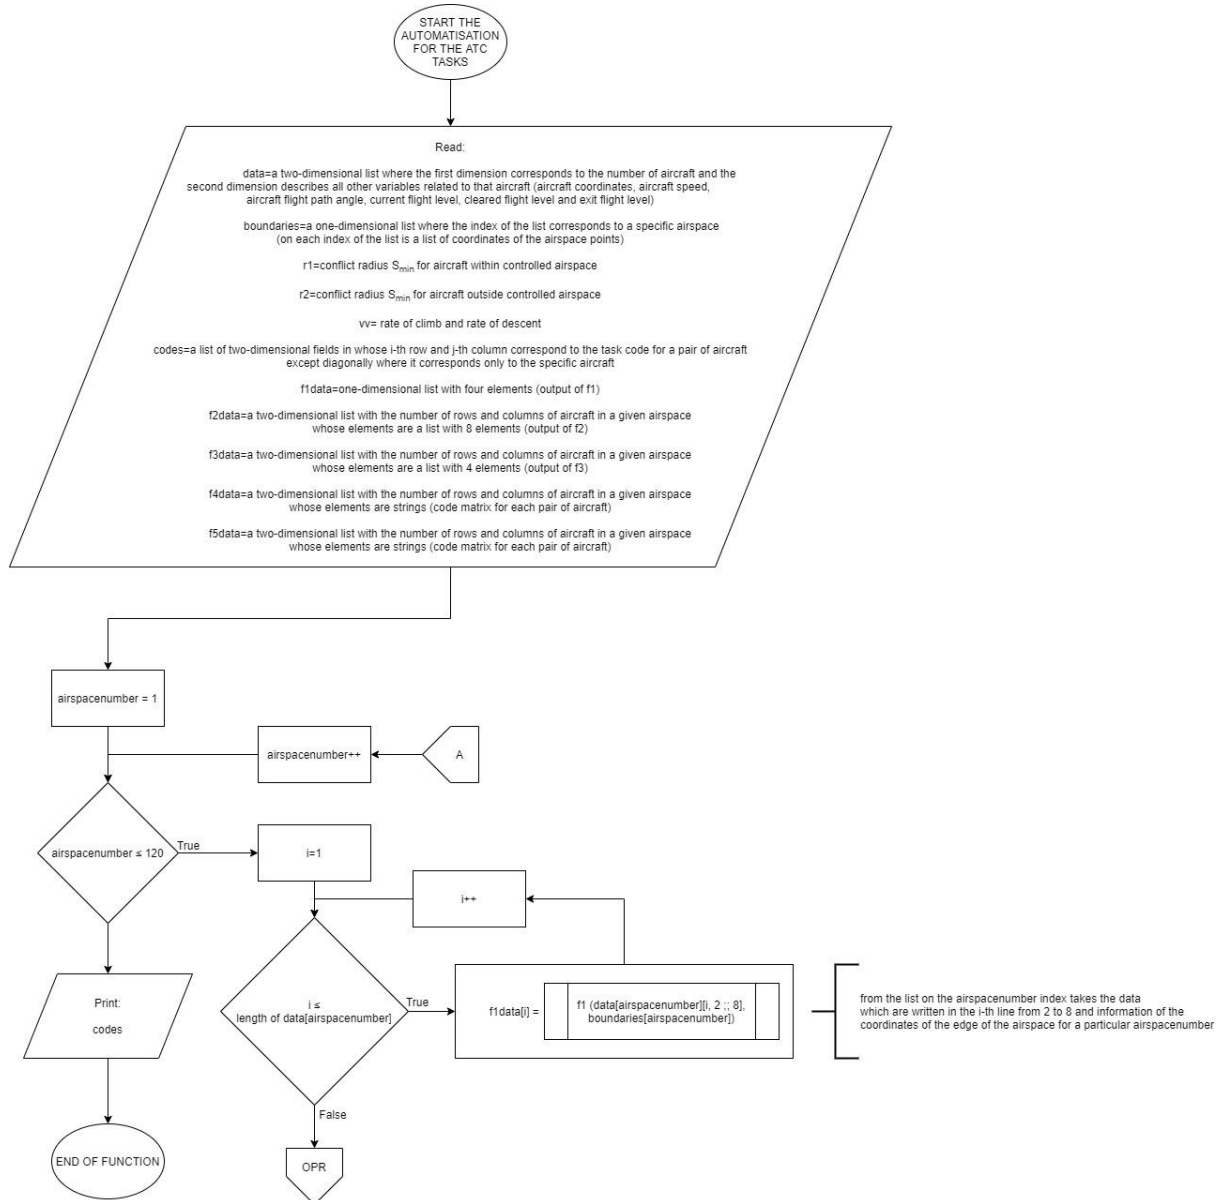 START THE
AUTOMATISATION
FOR THE ATC
TASKS
Read:
data=a two-dimensional list where the first dimension corresponds to the number of aircraft and the
second dimension describes all other variables related to that aircraft (aircraft coordinates, aircraft speed,
aircraft flight path angle, current flight level, cleared flight level and exit flight level)
boundaries=a one-dimensional list where the index of the list corresponds to a specific airspace
(on each index of the list is a list of coordinates of the airspace points)
r1=conflict radius Smin for aircraft within controlled airspace
r2=conflict radius Smin for aircraft outside controlled airspace
vv= rate of climb and rate of descent
codes=a list of two-dimensional fields in whose i-th row and j-th column correspond to the task code for a pair of aircraft
except diagonally where it corresponds only to the specific aircraft
f1data=one-dimensional list with four elements (output of f1)
f2data=a two-dimensional list with the number of rows and columns of aircraft in a given airspace
whose elements are a list with 8 elements (output of f2)
f3data=a two-dimensional list with the number of rows and columns of aircraft in a given airspace
whose elements are a list with 4 elements (output of f3)
f4data=a two-dimensional list with the number of rows and columns of aircraft in a given airspace
whose elements are strings (code matrix for each pair of aircraft)
f5data=a two-dimensional list with the number of rows and columns of aircraft in a given airspace
whose elements are strings (code matrix for each pair of aircraft)
airspacenumber = 1
airspacenumber++
A
airspacenumber ≤ 120
True
i=1
i++
i ≤
length of data[airspacenumber]
True
f1data[i] =
f1 (data[airspacenumber][i, 2 ;; 8],
boundaries[airspacenumber])
from the list on the airspacenumber index takes the data
which are written in the i-th line from 2 to 8 and information of the
coordinates of the edge of the airspace for a particular airspacenumber
Print:
codes
False
END OF FUNCTION
OPR